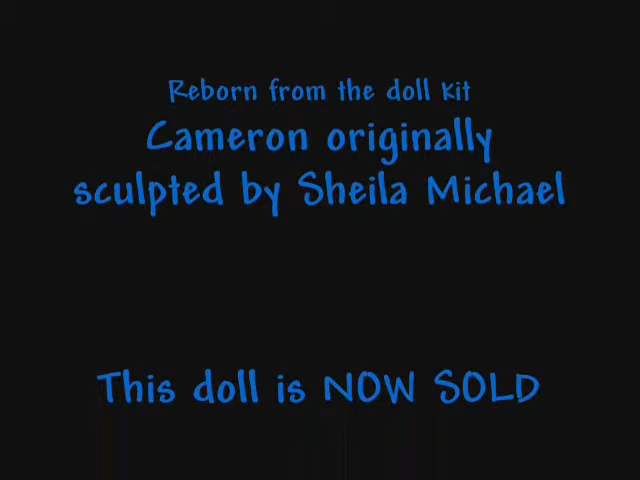 Reborn from the doll kit
Cameron originally
sculpted by Sheila Michael
This doll is NOW SOLD